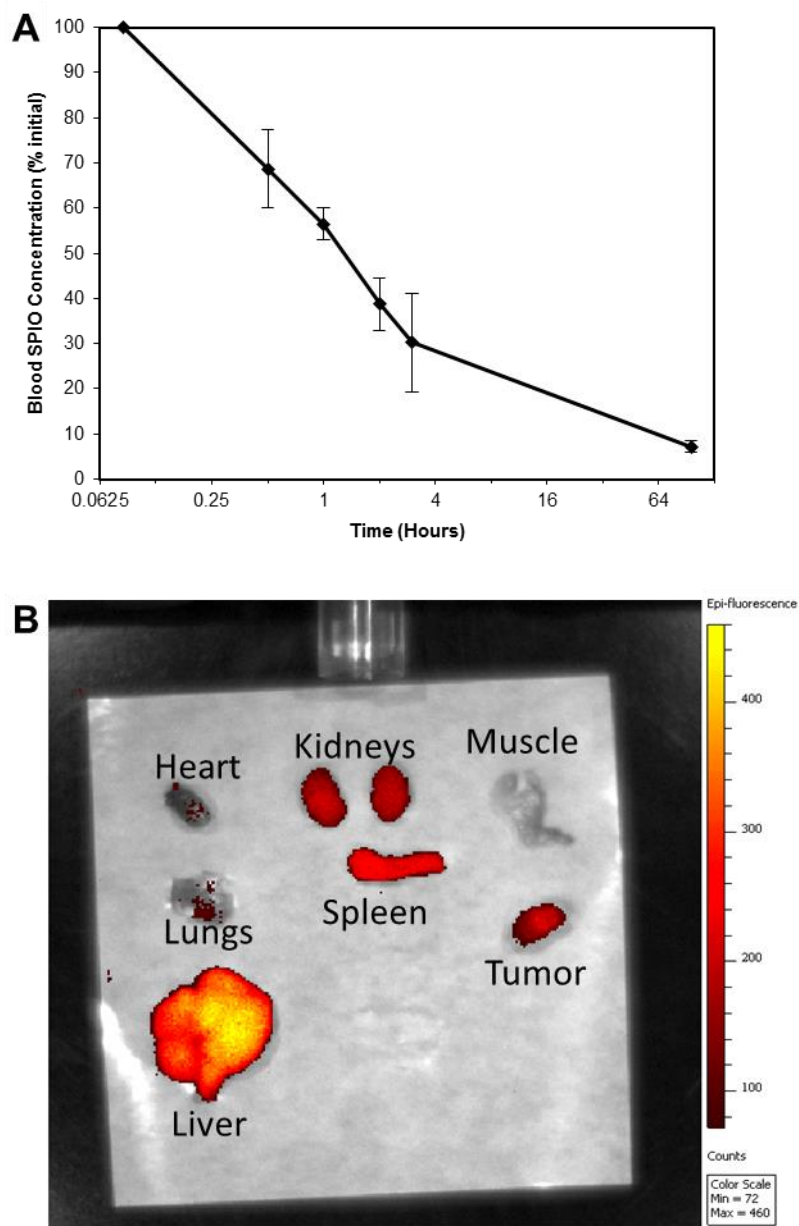 A
Blood SPIO Concentration (% initial)
100
90
80
70
60
50
40
30
20
10
0
0.0625 0.25 1 4 16 64
Time (Hours)
B
Epi-fluorescence
Heart
Kidneys
Muscle
Lungs
Spleen
Tumor
Liver
400
300
200
100
Counts
Color Scale
Min = 72
Max = 460